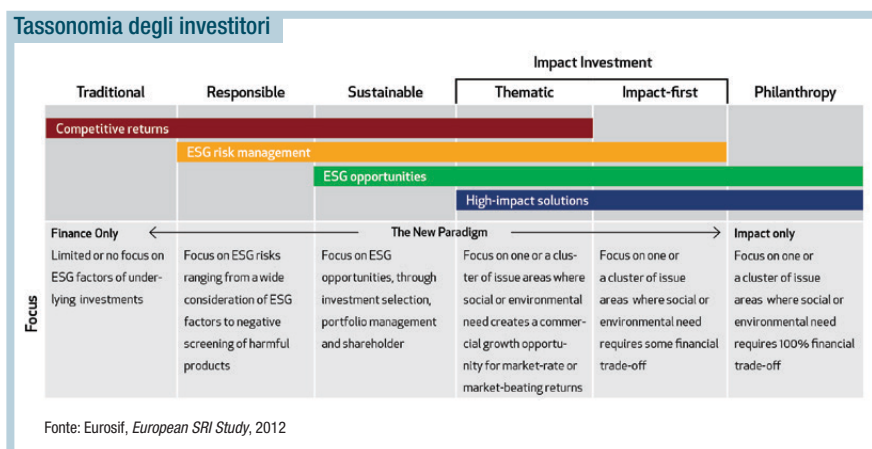 Tassonomia degli investitori
Impact Investment
Traditional
Responsible
Sustainable
Thematic
Impact-first
Philanthropy
Competitive returns
ESG risk management
ESG opportunities
High-impact solutions
Finance Only
The New Paradigm
Impact only
Focus
Limited or no focus on
ESG factors of under-
lying investments
Focus on ESG risks
ranging from a wide
consideration of ESG
factors to negative
screening of harmful
products
Focus on ESG
opportunities, through
investment selection,
portfolio management
and shareholder
Focus on one or a clus-
ter of issue areas where
social or environmental
need creates a commer-
cial growth opportu-
nity for market-rate or
market-beating returns
Focus on one or
a cluster of issue
areas where social or
environmental need
requires some financial
trade-off
Focus on one or
a cluster of issue
areas where social or
environmental need
requires 100% financial
trade-off
Fonte: Eurosif, European SRI Study, 2012